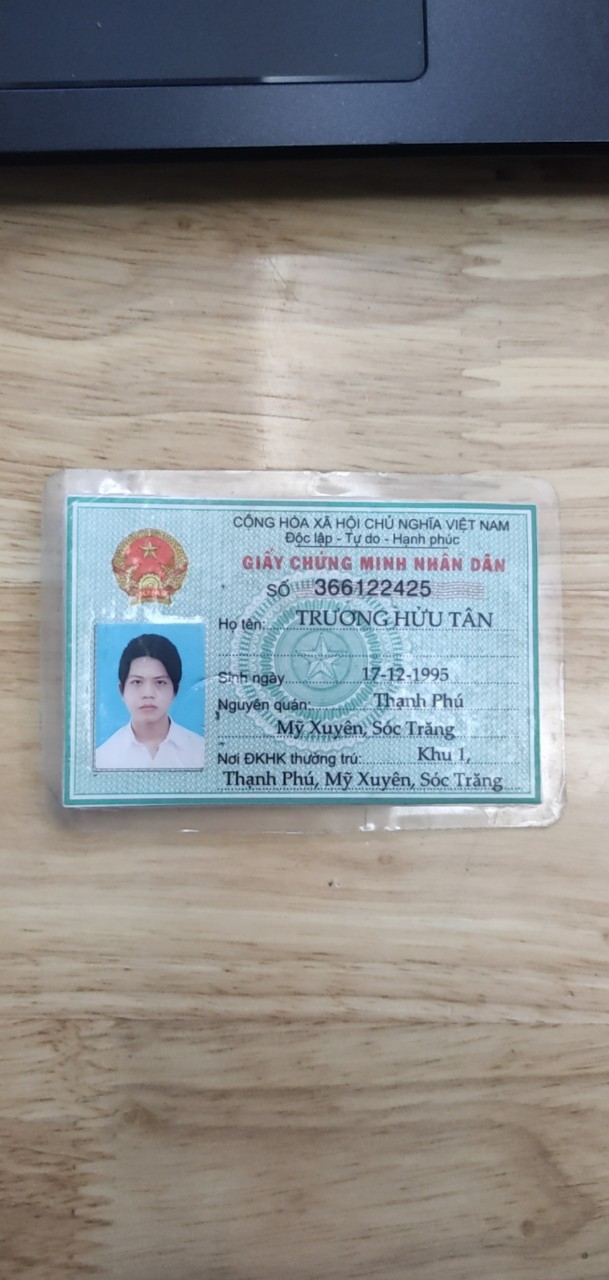 CỘNG HÒA XÃ HỘI CHỦ NGHĨA VIỆT NAM
Độc lập - Tự do - Hạnh phúc
GIẤY CHỨNG MINH NHÂN DÂN
SỐ 366122425
Họ tên: TRƯƠNG HỬU TÂN
Sinh ngày 17-12-1995
Nguyên quán: Thạnh Phú
Mỹ Xuyên, Sóc Trăng
Nơi ĐKHK thường trú: Khu 1,
Thạnh Phú, Mỹ Xuyên, Sóc Trăng